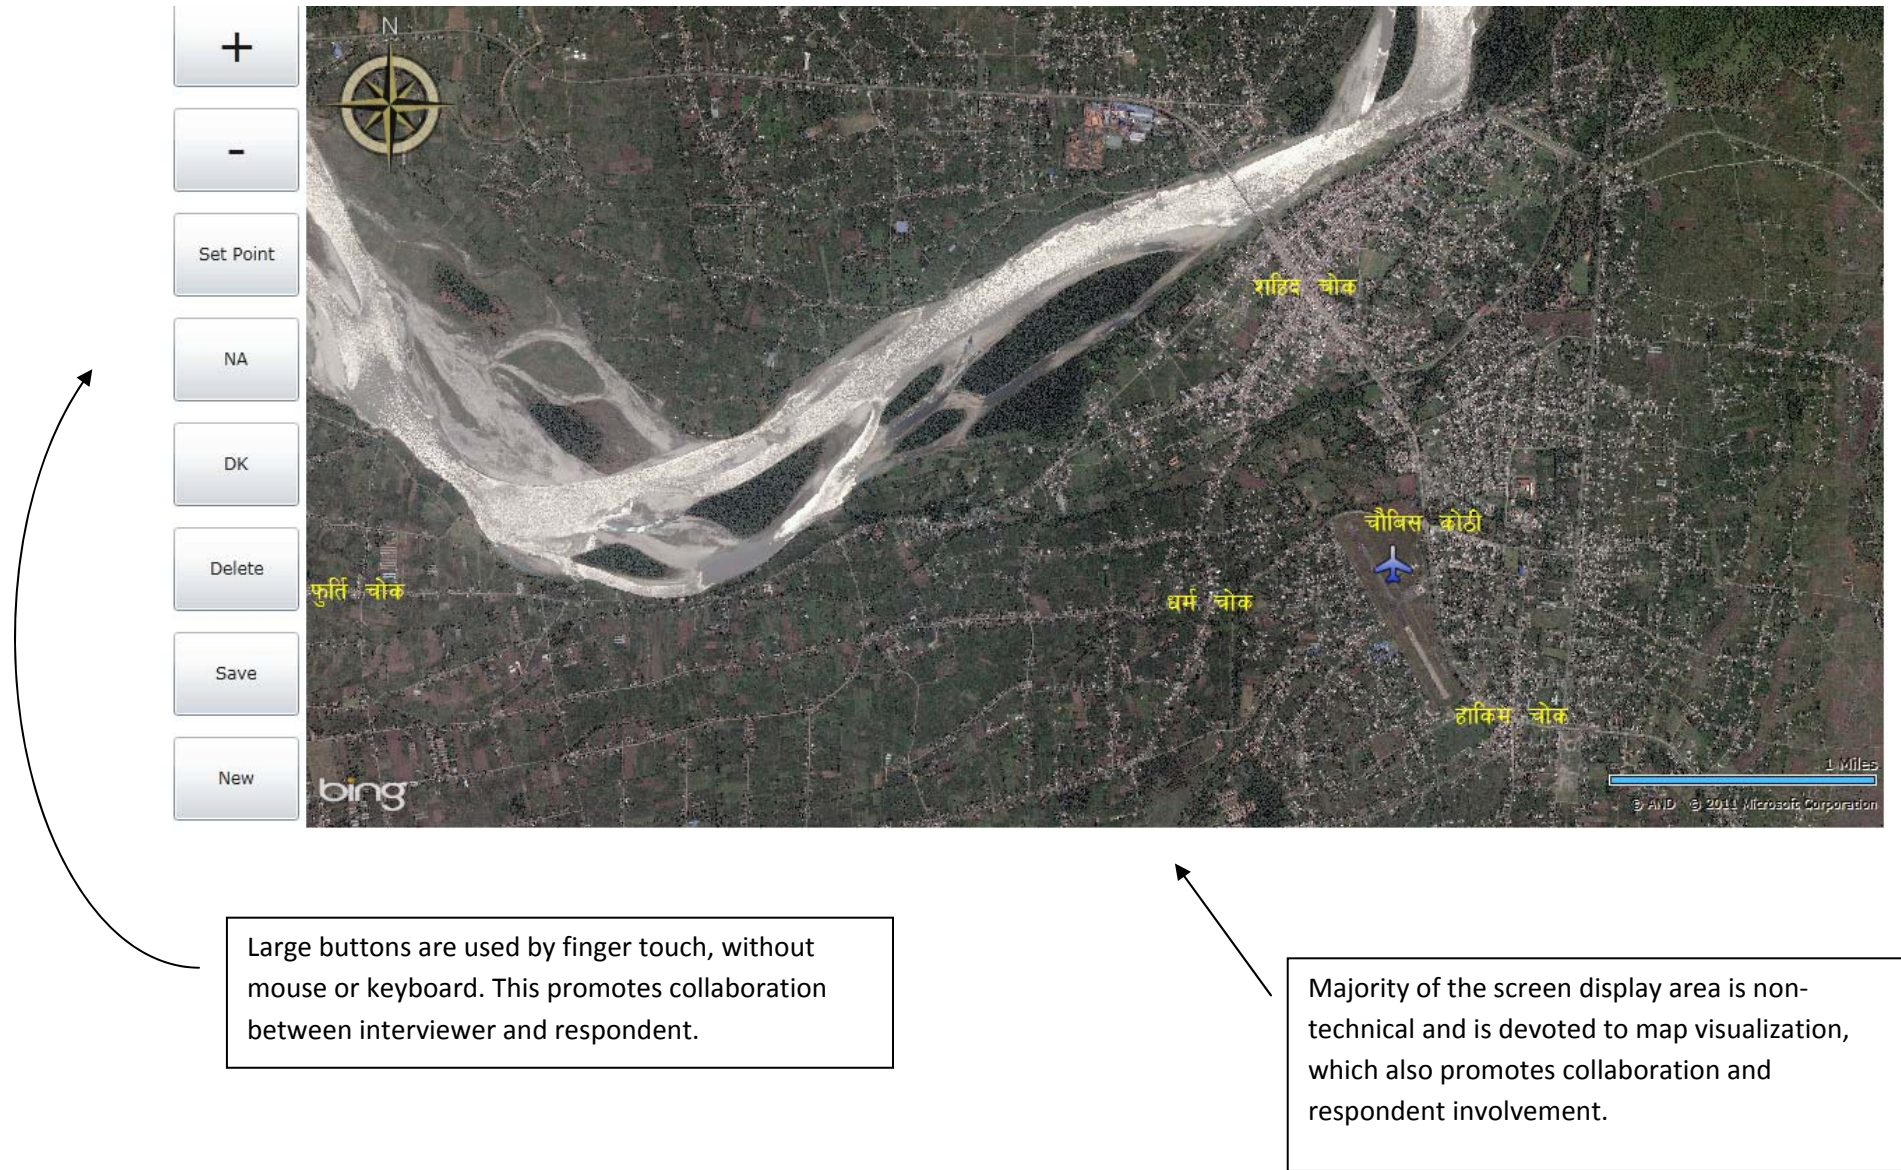 +
-
Set Point
NA
DK
Delete
Save
New
N
शहिद चोक
चौबिस कोठी
फुर्ति चोक
धर्म चोक
हाकिम चोक
bing
1 Miles
© AND © 2011 Microsoft Corporation
Large buttons are used by finger touch, without
mouse or keyboard. This promotes collaboration
between interviewer and respondent.
Majority of the screen display area is non-
technical and is devoted to map visualization,
which also promotes collaboration and
respondent involvement.